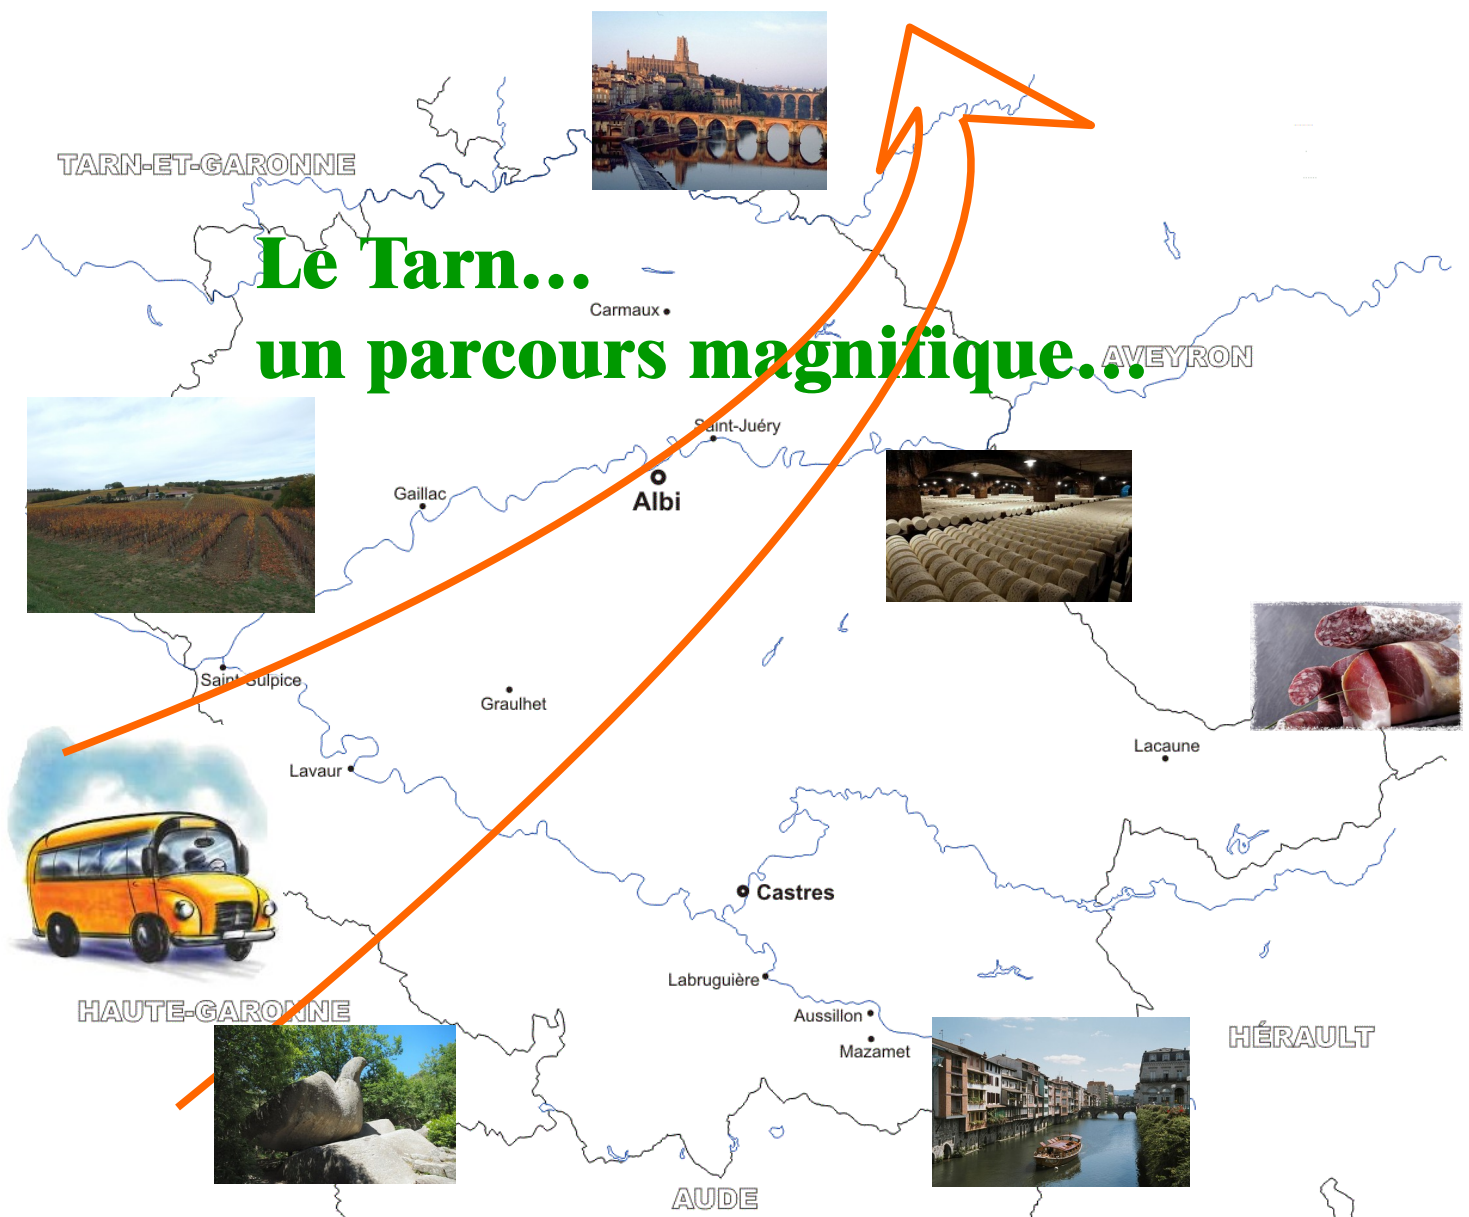 TARN-ET-GARONNE
Le Tarn...
Carmaux
un parcours magnifique...
AVEYRON
Saint-Juéry
Gaillac
Albi
Saint-Sulpice
Graulhet
Lacaune
Lavaur
Castres
Labruguière
HAUTE-GARONNE
Aussillon
HÉRAULT
Mazamet
AUDE